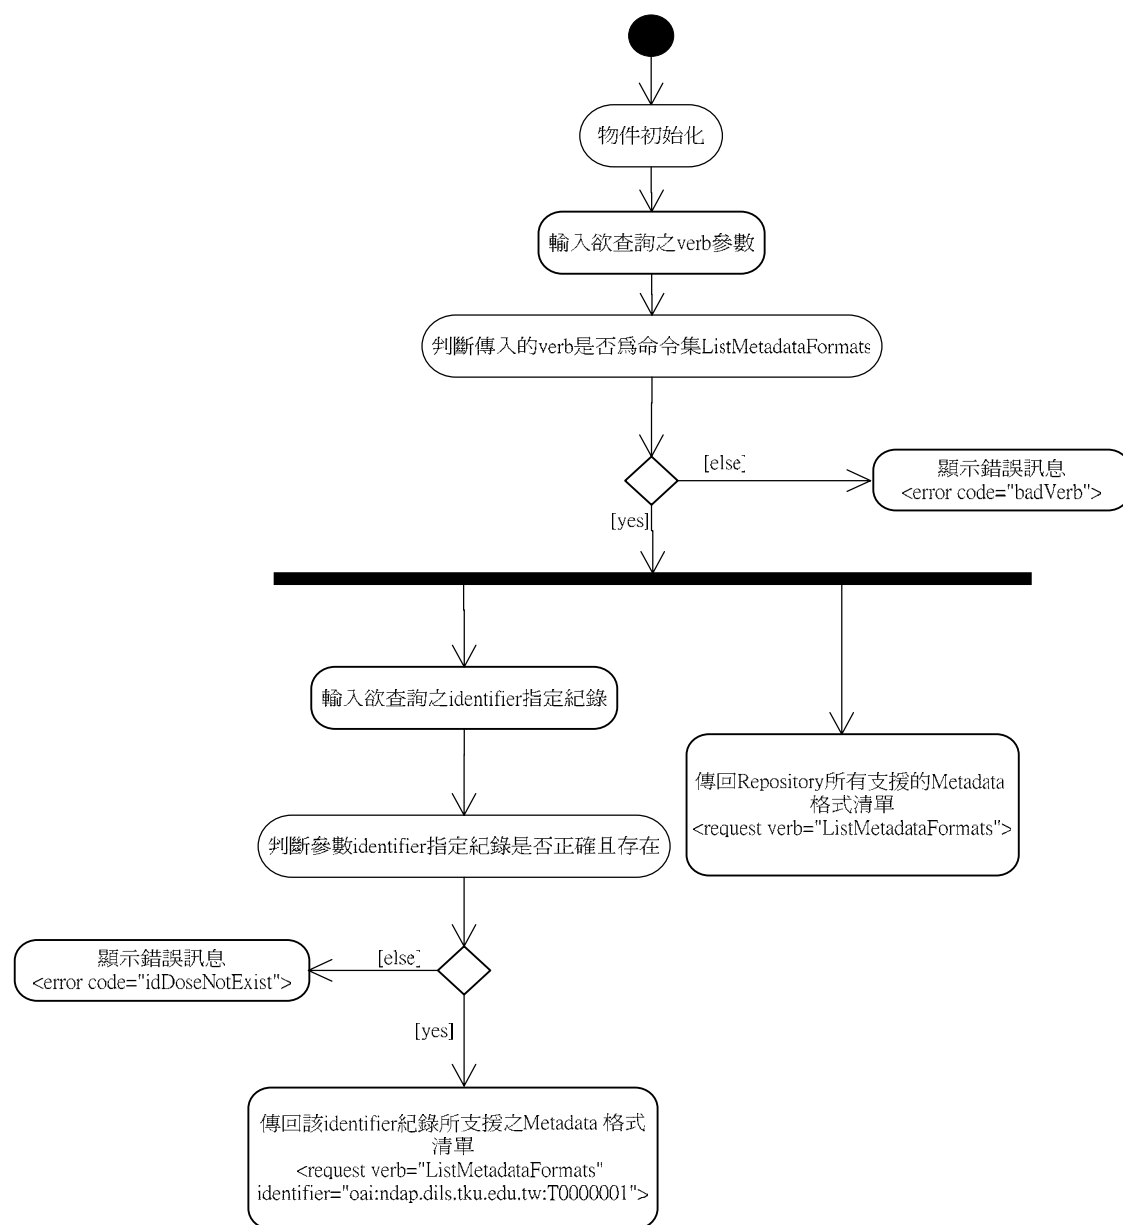 物件初始化
輸入欲查詢之verb參數
判斷傳入的verb是否為命令集ListMetadataFormats
[else]
顯示錯誤訊息
<error code="badVerb">
[yes]
輸入欲查詢之identifier指定紀錄
傳回Repository所有支援的Metadata
格式清單
<request verb="ListMetadataFormats">
判斷參數identifier指定紀錄是否正確且存在
[else]
顯示錯誤訊息
<error code="idDoseNotExist">
[yes]
傳回該identifier紀錄所支援之Metadata 格式
清單
<request verb="ListMetadataFormats"
identifier="oai:ndap.dils.tku.edu.tw:T0000001">